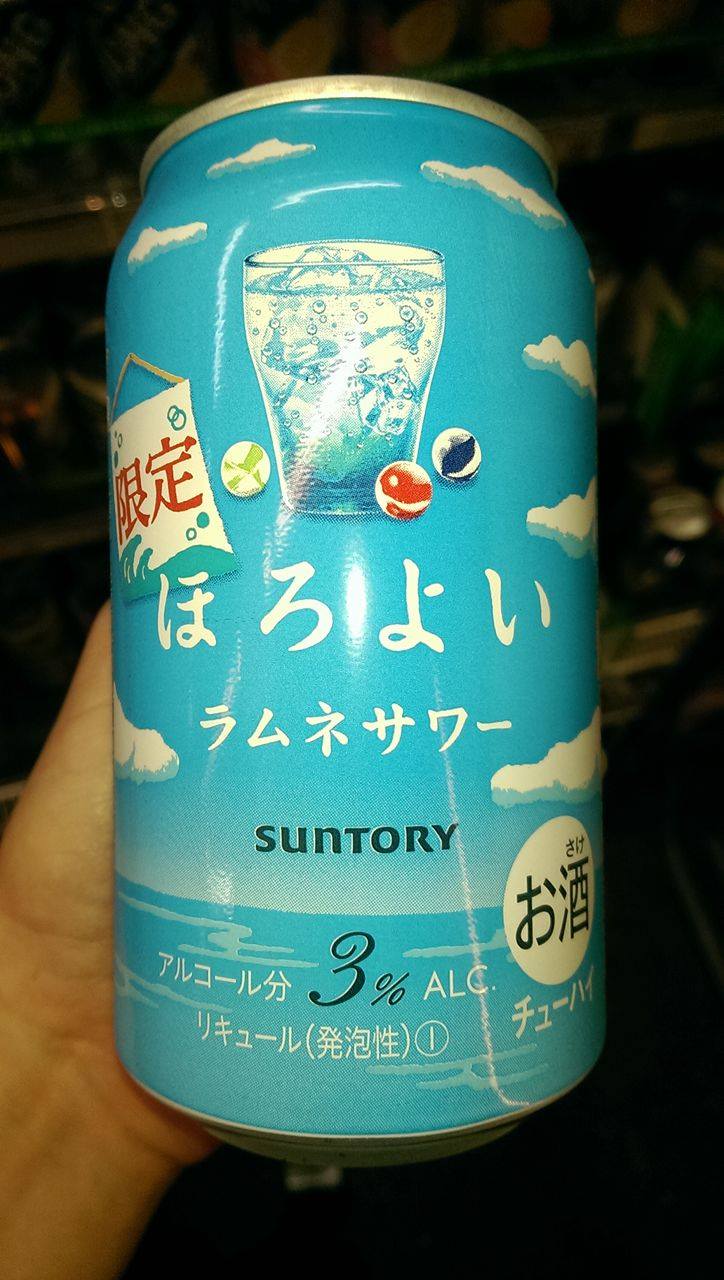 限定
ほろよい
ラムネサワー
SUNTORY
さけ
お酒
アルコール分 3% ALC.
チューハイ
リキュール(発泡性)①